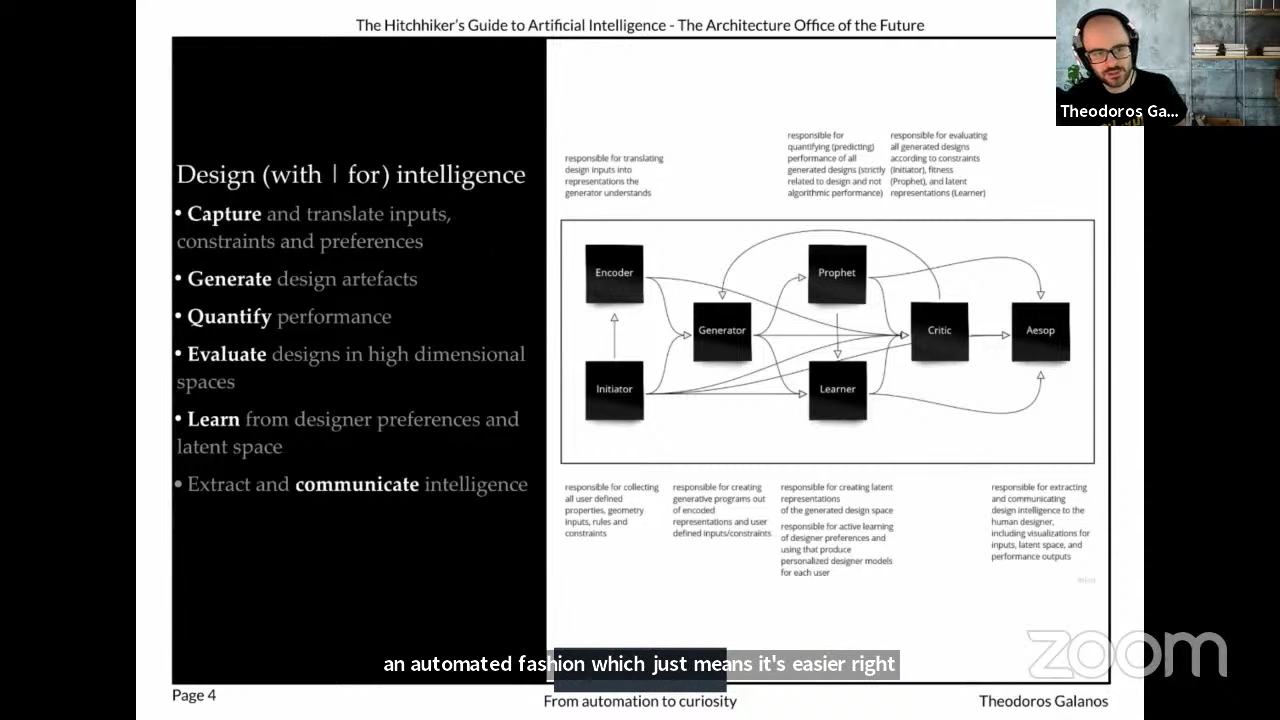 The Hitchhiker's Guide to Artificial Intelligence - The Architecture Office of the Future
Theodoros Ga...
Design (with | for) intelligence
• Capture and translate inputs,
constraints and preferences
• Generate design artefacts
• Quantify performance
• Evaluate designs in high dimensional
spaces
• Learn from designer preferences and
latent space
• Extract and communicate intelligence
responsible for translating
design inputs into
representations the
generator understands
responsible for
quantifying (predicting)
performance of all
generated designs (strictly
related to design and not
algorithmic performance)
responsible for evaluating
all generated designs
according to constraints
(Initiator), fitness
(Prophet), and latent
representations (Learner)
Encoder
Prophet
Generator
Critic
Aesop
Initiator
Learner
responsible for collecting
all user defined
properties, geometry
inputs, rules and
constraints
responsible for creating
generative programs out
of encoded
representations and user
defined inputs/constraints
responsible for creating latent
representations
of the generated design space
responsible for active learning
of designer preferences and
using that produce
personalized designer models
for each user
responsible for extracting
and communicating
design intelligence to the
human designer,
including visualizations for
inputs, latent space, and
performance outputs
an automated fashion which just means it's easier right
zoom
Page 4
From automation to curiosity
Theodoros Galanos